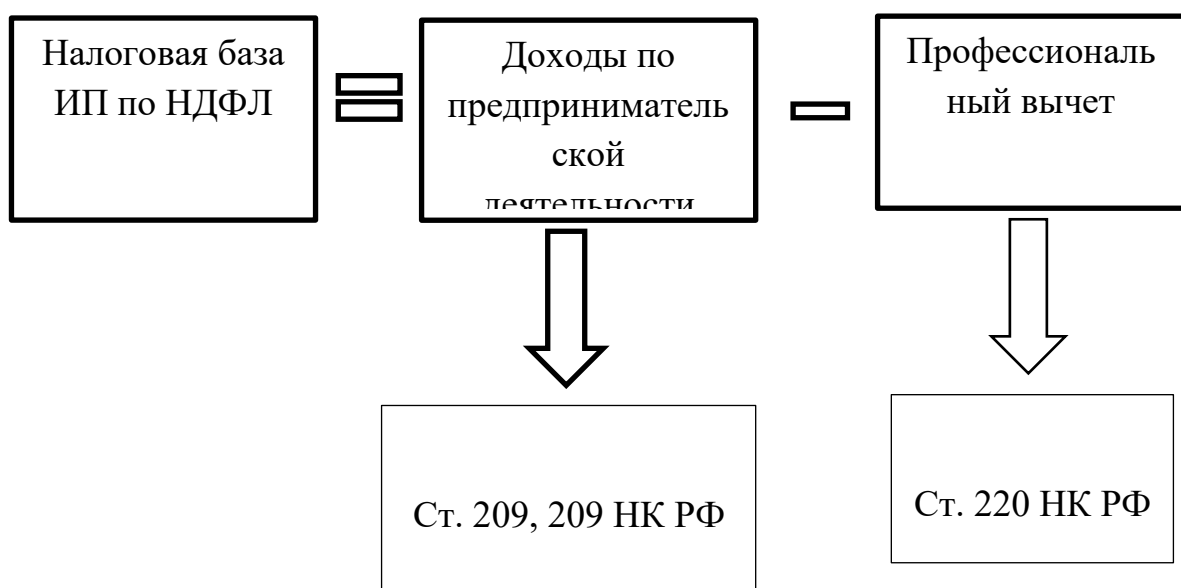 Налоговая база
ИП по НДФЛ
Доходы по
предприниматель
ской
деятельности
Профессиональ
ный вычет
Ст. 209, 209 НК РФ
Ст. 220 НК РФ